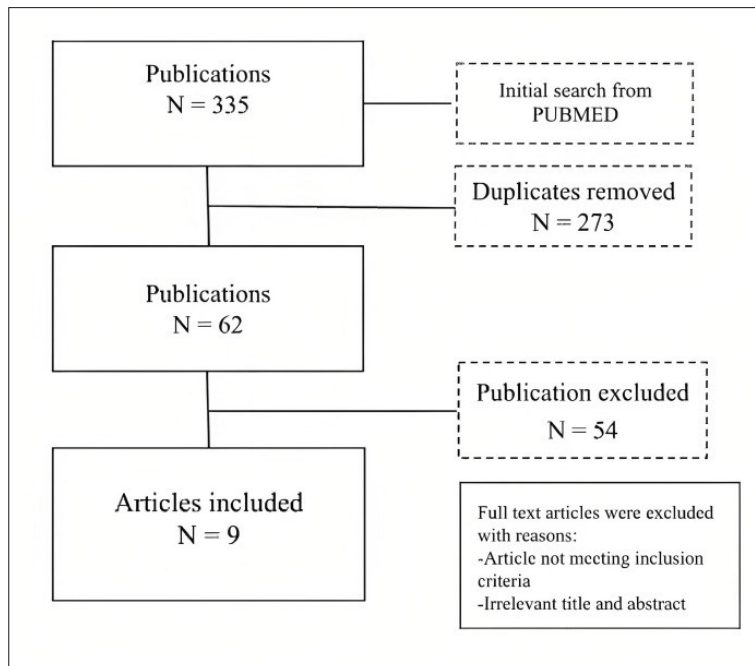 Publications
N = 335
Initial search from
PUBMED
Duplicates removed
N = 273
Publications
N = 62
Publication excluded
N = 54
Articles included
N = 9
Full text articles were excluded
with reasons:
-Article not meeting inclusion
criteria
-Irrelevant title and abstract